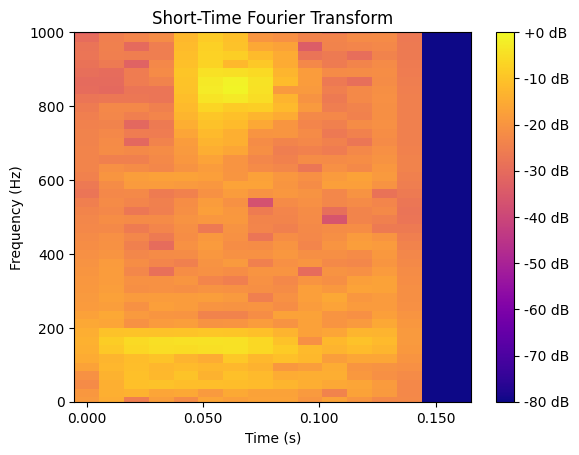 Short-Time Fourier Transform
Frequency (Hz)
1000
800
600
400
200
0
0.000
0.050
0.100
0.150
Time (s)
+0 dB
-10 dB
-20 dB
-30 dB
-40 dB
-50 dB
-60 dB
-70 dB
-80 dB